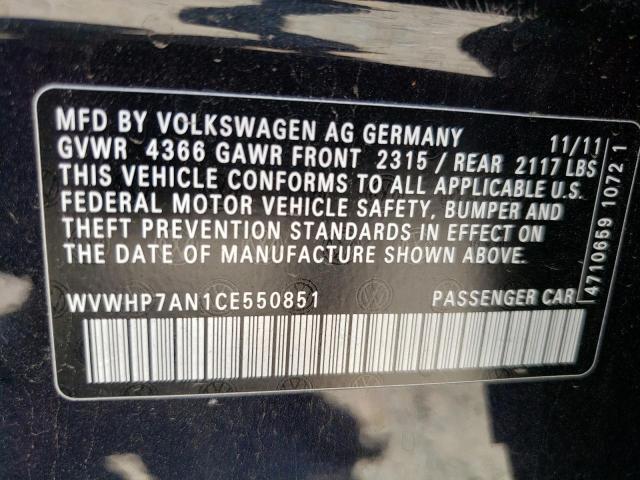 MFD BY VOLKSWAGEN AG GERMANY 11/11
GVWR 4366 GAWR FRONT 2315 / REAR 2117 LBS
THIS VEHICLE CONFORMS TO ALL APPLICABLE U.S.
FEDERAL MOTOR VEHICLE SAFETY, BUMPER AND
THEFT PREVENTION STANDARDS IN EFFECT ON
THE DATE OF MANUFACTURE SHOWN ABOVE.
WVWHP7AN1CE550851 PASSENGER CAR
4710659 1072 1